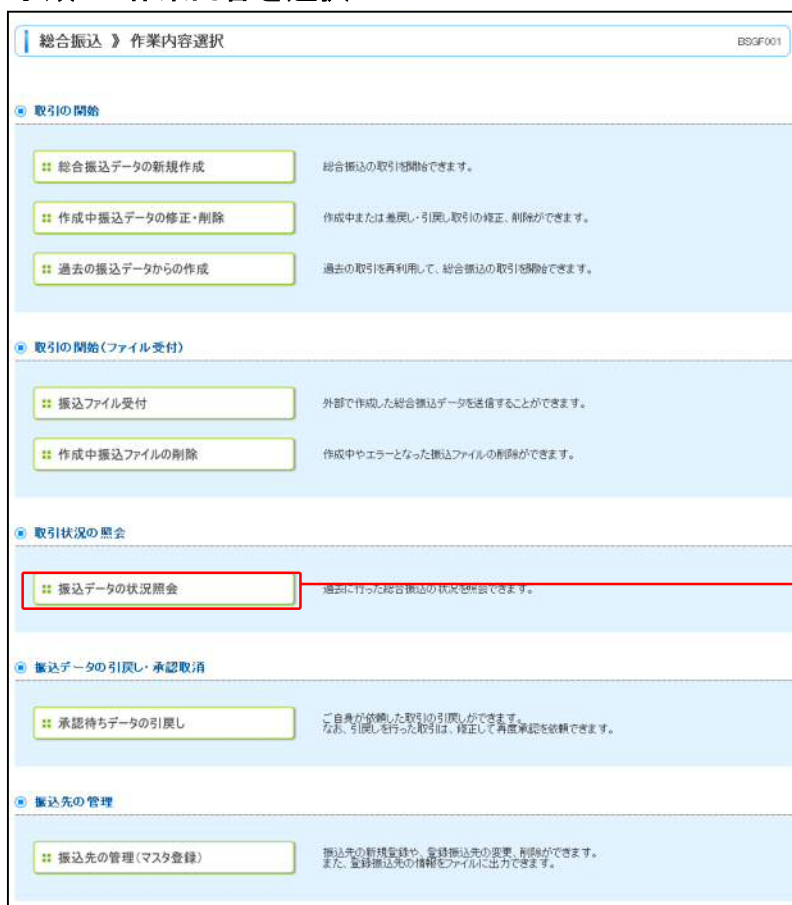 総合振込 》 作業内容選択
BSGF001
取引の開始
総合振込データの新規作成
総合振込の取引を開始できます。
作成中振込データの修正・削除
作成中または差戻し・引戻し取引の修正、削除ができます。
過去の振込データからの作成
過去の取引を再利用して、総合振込の取引を開始できます。
取引の開始(ファイル受付)
振込ファイル受付
外部で作成した総合振込データを送信することができます。
作成中振込ファイルの削除
作成中やエラーとなった振込ファイルの削除ができます。
取引状況の照会
振込データの状況照会
過去に行った総合振込の状況を照会できます。
振込データの引戻し・承認取消
承認待ちデータの引戻し
ご自身が依頼した取引の引戻しができます。
なお、引戻しを行った取引は、修正して再度承認を依頼できます。
振込先の管理
振込先の管理(マスタ登録)
振込先の新規登録や、登録振込先の変更、削除ができます。
また、登録振込先の情報をファイルに出力できます。